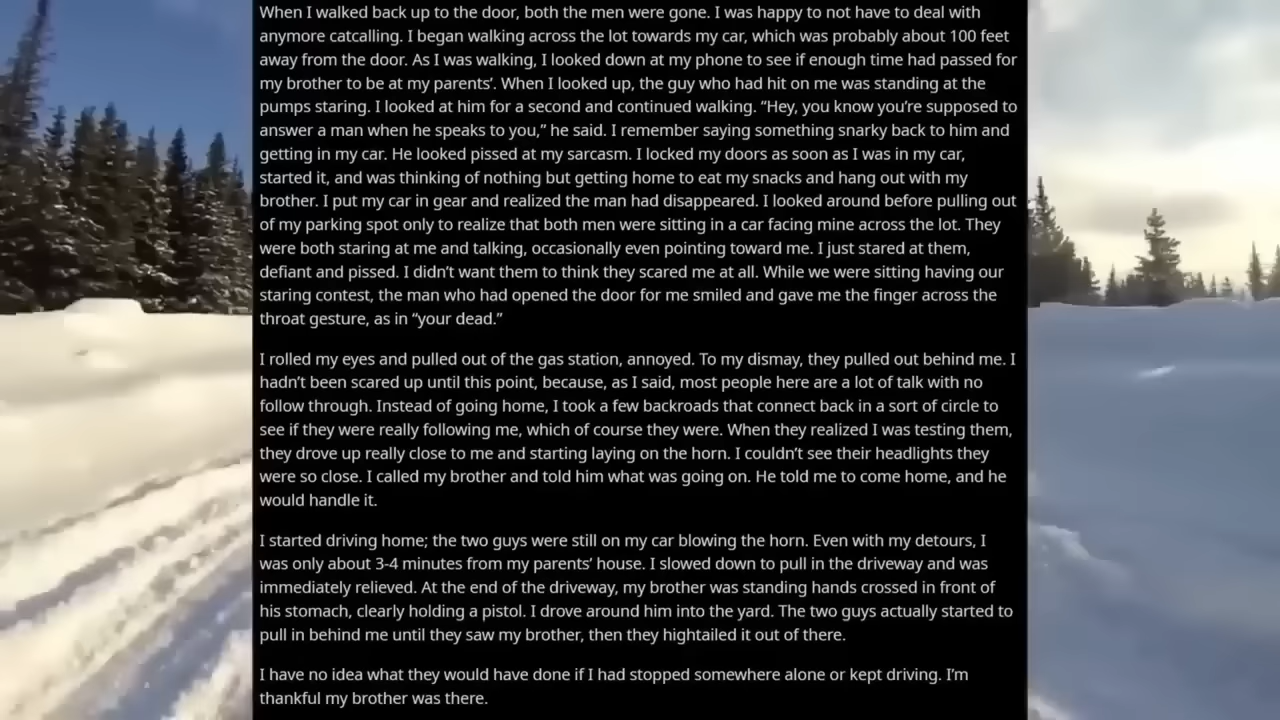 When I walked back up to the door, both the men were gone. I was happy to not have to deal with
anymore catcalling. I began walking across the lot towards my car, which was probably about 100 feet
away from the door. As I was walking, I looked down at my phone to see if enough time had passed for
my brother to be at my parents’. When I looked up, the guy who had hit on me was standing at the
pumps staring. I looked at him for a second and continued walking. “Hey, you know you’re supposed to
answer a man when he speaks to you,” he said. I remember saying something snarky back to him and
getting in my car. He looked pissed at my sarcasm. I locked my doors as soon as I was in my car,
started it, and was thinking of nothing but getting home to eat my snacks and hang out with my
brother. I put my car in gear and realized the man had disappeared. I looked around before pulling out
of my parking spot only to realize that both men were sitting in a car facing mine across the lot. They
were both staring at me and talking, occasionally even pointing toward me. I just stared at them,
defiant and pissed. I didn’t want them to think they scared me at all. While we were sitting having our
staring contest, the man who had opened the door for me smiled and gave me the finger across the
throat gesture, as in “your dead.”
I rolled my eyes and pulled out of the gas station, annoyed. To my dismay, they pulled out behind me. I
hadn’t been scared up until this point, because, as I said, most people here are a lot of talk with no
follow through. Instead of going home, I took a few backroads that connect back in a sort of circle to
see if they were really following me, which of course they were. When they realized I was testing them,
they drove up really close to me and starting laying on the horn. I couldn’t see their headlights they
were so close. I called my brother and told him what was going on. He told me to come home, and he
would handle it.
I started driving home; the two guys were still on my car blowing the horn. Even with my detours, I
was only about 3-4 minutes from my parents’ house. I slowed down to pull in the driveway and was
immediately relieved. At the end of the driveway, my brother was standing hands crossed in front of
his stomach, clearly holding a pistol. I drove around him into the yard. The two guys actually started to
pull in behind me until they saw my brother, then they hightailed it out of there.
I have no idea what they would have done if I had stopped somewhere alone or kept driving. I’m
thankful my brother was there.